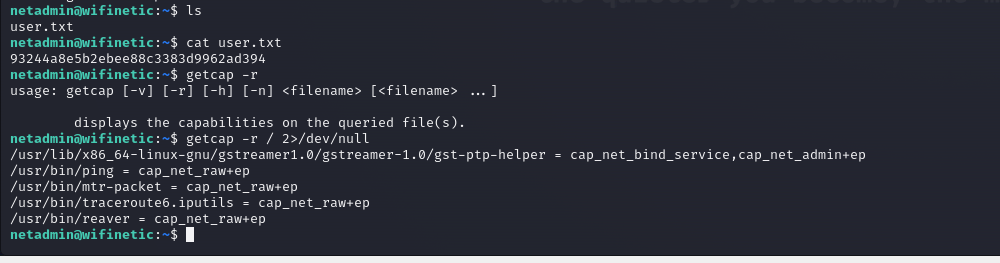 netadmin@wifinetic:~$ ls
user.txt
netadmin@wifinetic:~$ cat user.txt
93244a8e5b2ebee88c3383d9962ad394
netadmin@wifinetic:~$ getcap -r
usage: getcap [-v] [-r] [-h] [-n] <filename> [<filename> ...]
displays the capabilities on the queried file(s).
netadmin@wifinetic:~$ getcap -r / 2>/dev/null
/usr/lib/x86_64-linux-gnu/gstreamer1.0/gstreamer-1.0/gst-ptp-helper = cap_net_bind_service,cap_net_admin+ep
/usr/bin/ping = cap_net_raw+ep
/usr/bin/mtr-packet = cap_net_raw+ep
/usr/bin/traceroute6.iputils = cap_net_raw+ep
/usr/bin/reaver = cap_net_raw+ep
netadmin@wifinetic:~$